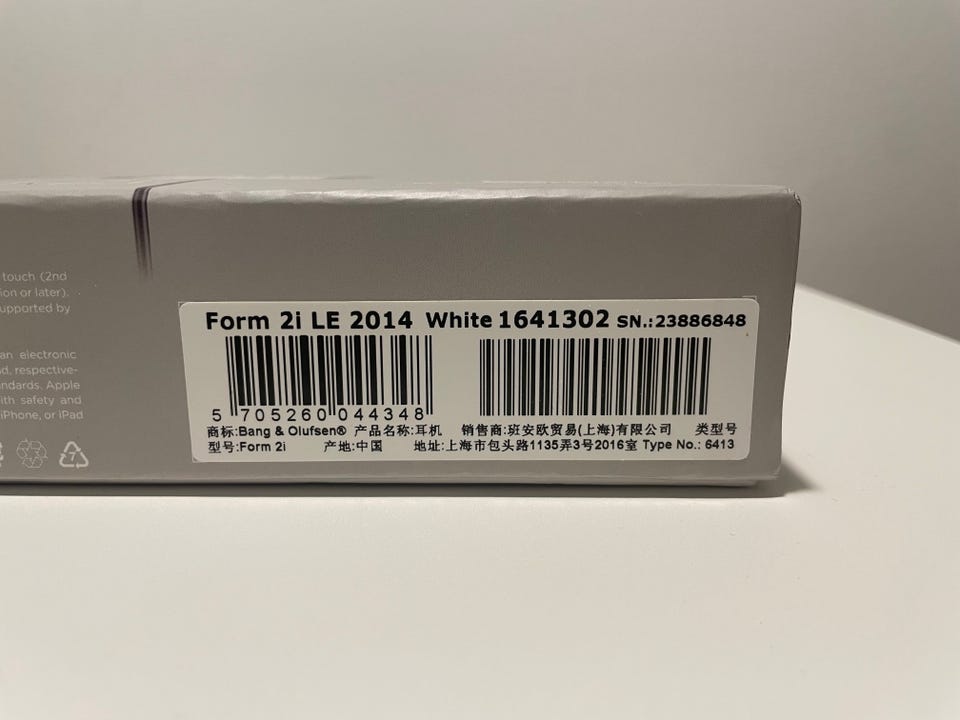 touch (2nd
ion or later).
upported by
an electronic
d, respective-
ndards. Apple
ith safety and
iPhone, or iPad
7
Form 2i LE 2014 White 1641302 SN.:23886848
5 705260 044348
商标:Bang & Olufsen® 产品名称:耳机 销售商:班安欧贸易(上海)有限公司 类型号
型号:Form 2i 产地:中国 地址:上海市包头路1135弄3号2016室 Type No.: 6413